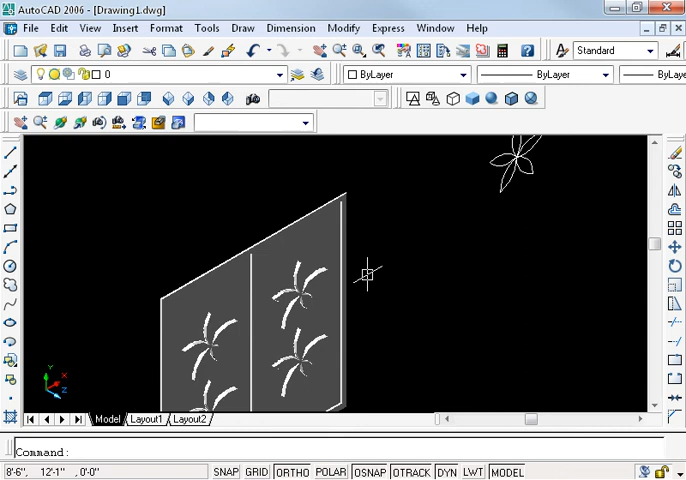 AutoCAD 2006 - [Drawing1.dwg]
File Edit View Insert Format Tools Draw Dimension Modify Express Window Help
Standard
0 ByLayer ByLayer ByLaye
Y
X
Z
Model Layout1 Layout2
Command:
8'-6", 12'-1" ,0'-0" SNAP GRID ORTHO POLAR OSNAP OTRACK DYN LWT MODEL